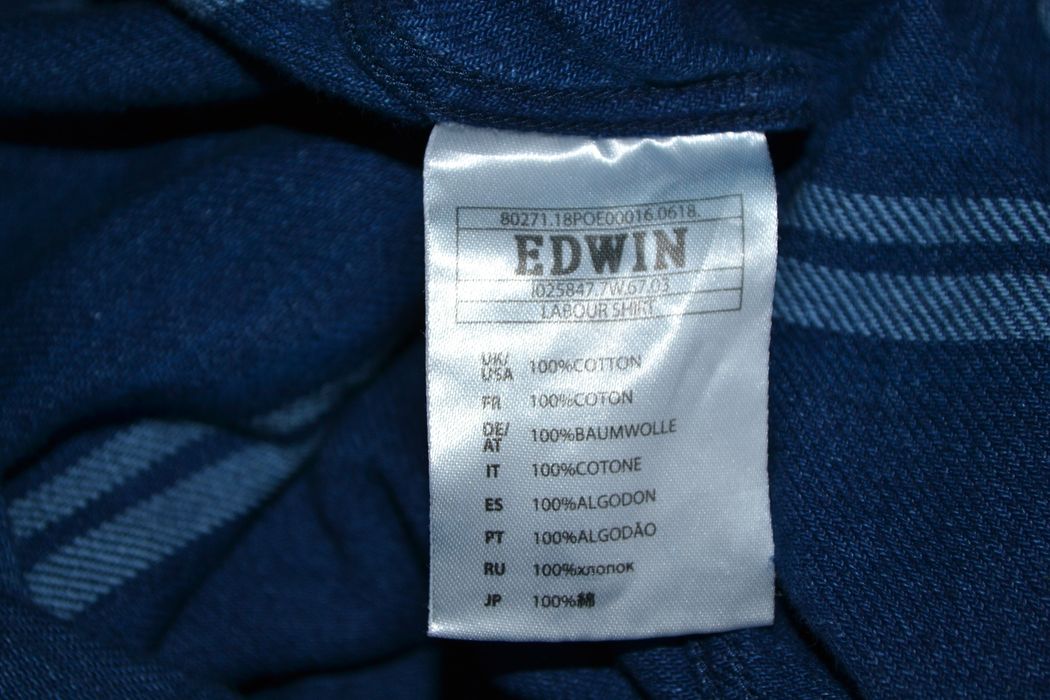 80271.18POE00016.0618.
EDWIN
I025847.7W.67.03
LABOUR SHIRT
UK/
USA 100%COTTON
FR 100%COTON
DE/
AT 100%BAUMWOLLE
IT 100%COTONE
ES 100%ALGODON
PT 100%ALGODÃO
RU 100%хлопок
JP 100%綿